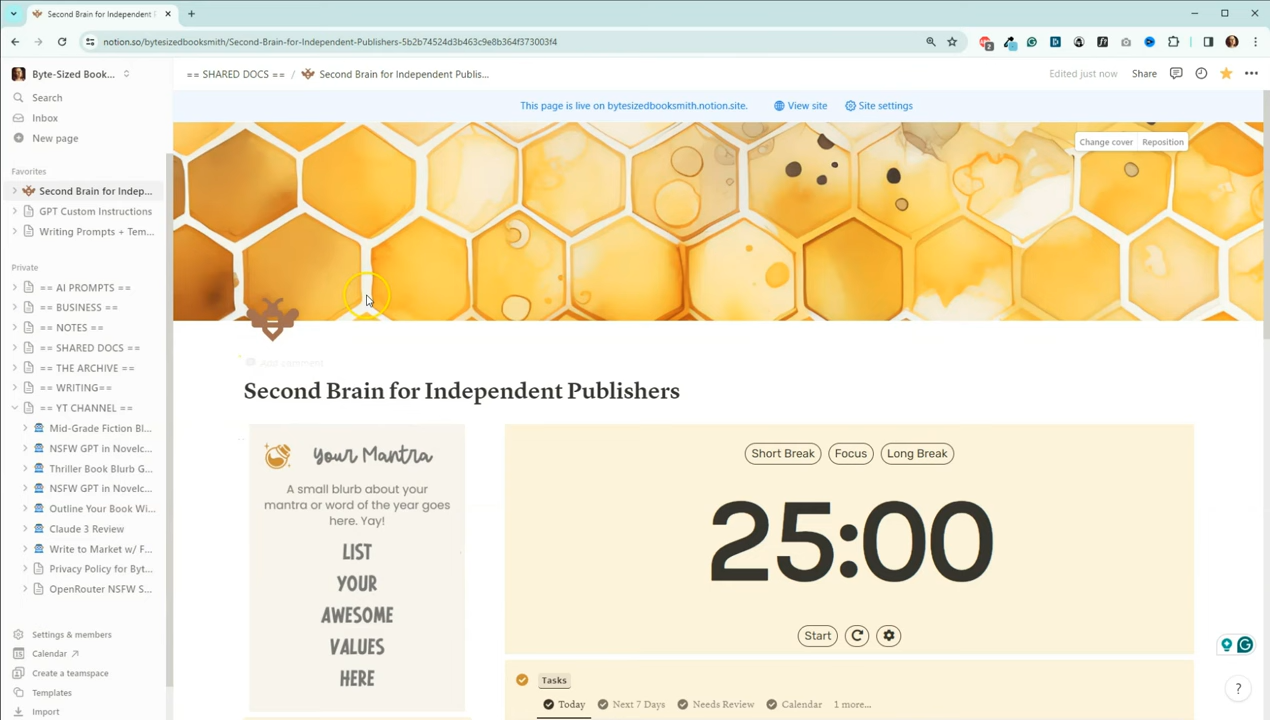 Second Brain for Independent P
notion.so/bytesizedbooksmith/Second-Brain-for-Independent-Publishers-5b2b74524d3b463c9e8b364f373003f4
2
Byte-Sized Book...
== SHARED DOCS == / Second Brain for Independent Publis...
Edited just now
Share
Search
Inbox
New page
This page is live on bytesizedbooksmith.notion.site.
View site
Site settings
Change cover
Reposition
Favorites
Second Brain for Indep...
GPT Custom Instructions
Writing Prompts + Tem...
Private
== AI PROMPTS ==
== BUSINESS ==
== NOTES ==
== SHARED DOCS ==
== THE ARCHIVE ==
== WRITING==
== YT CHANNEL ==
Mid-Grade Fiction Bl...
NSFW GPT in Novelc...
Thriller Book Blurb G...
NSFW GPT in Novelc...
Outline Your Book Wi...
Claude 3 Review
Write to Market w/ F...
Privacy Policy for Byt...
OpenRouter NSFW S...
Settings & members
Calendar ↗
Create a teamspace
Templates
Import
Add comment
Second Brain for Independent Publishers
Your Mantra
A small blurb about your
mantra or word of the year goes
here. Yay!
LIST
YOUR
AWESOME
VALUES
HERE
Short Break
Focus
Long Break
25:00
Start
Tasks
Today
Next 7 Days
Needs Review
Calendar
1 more...
?